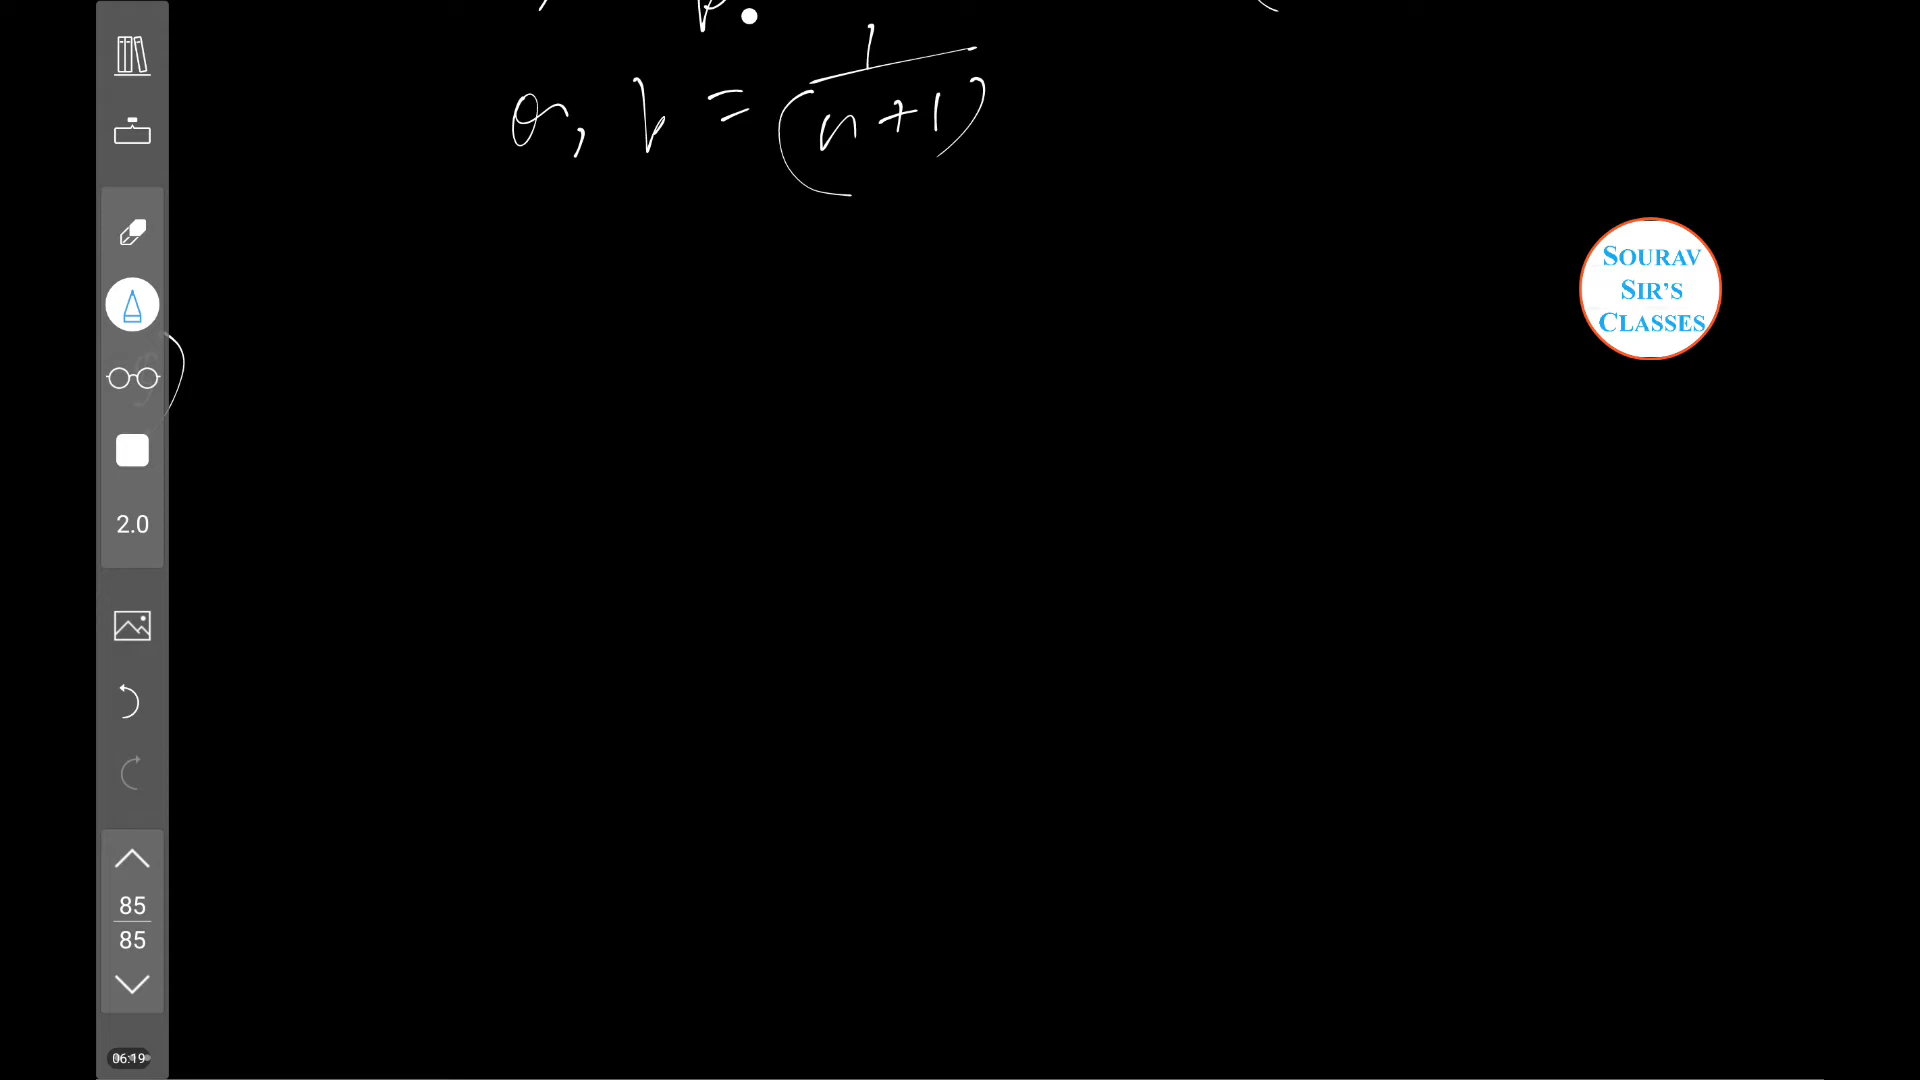 p.
or, p = 1/(n+1)
SOURAV
SIR'S
CLASSES
2.0
85
85
06:19